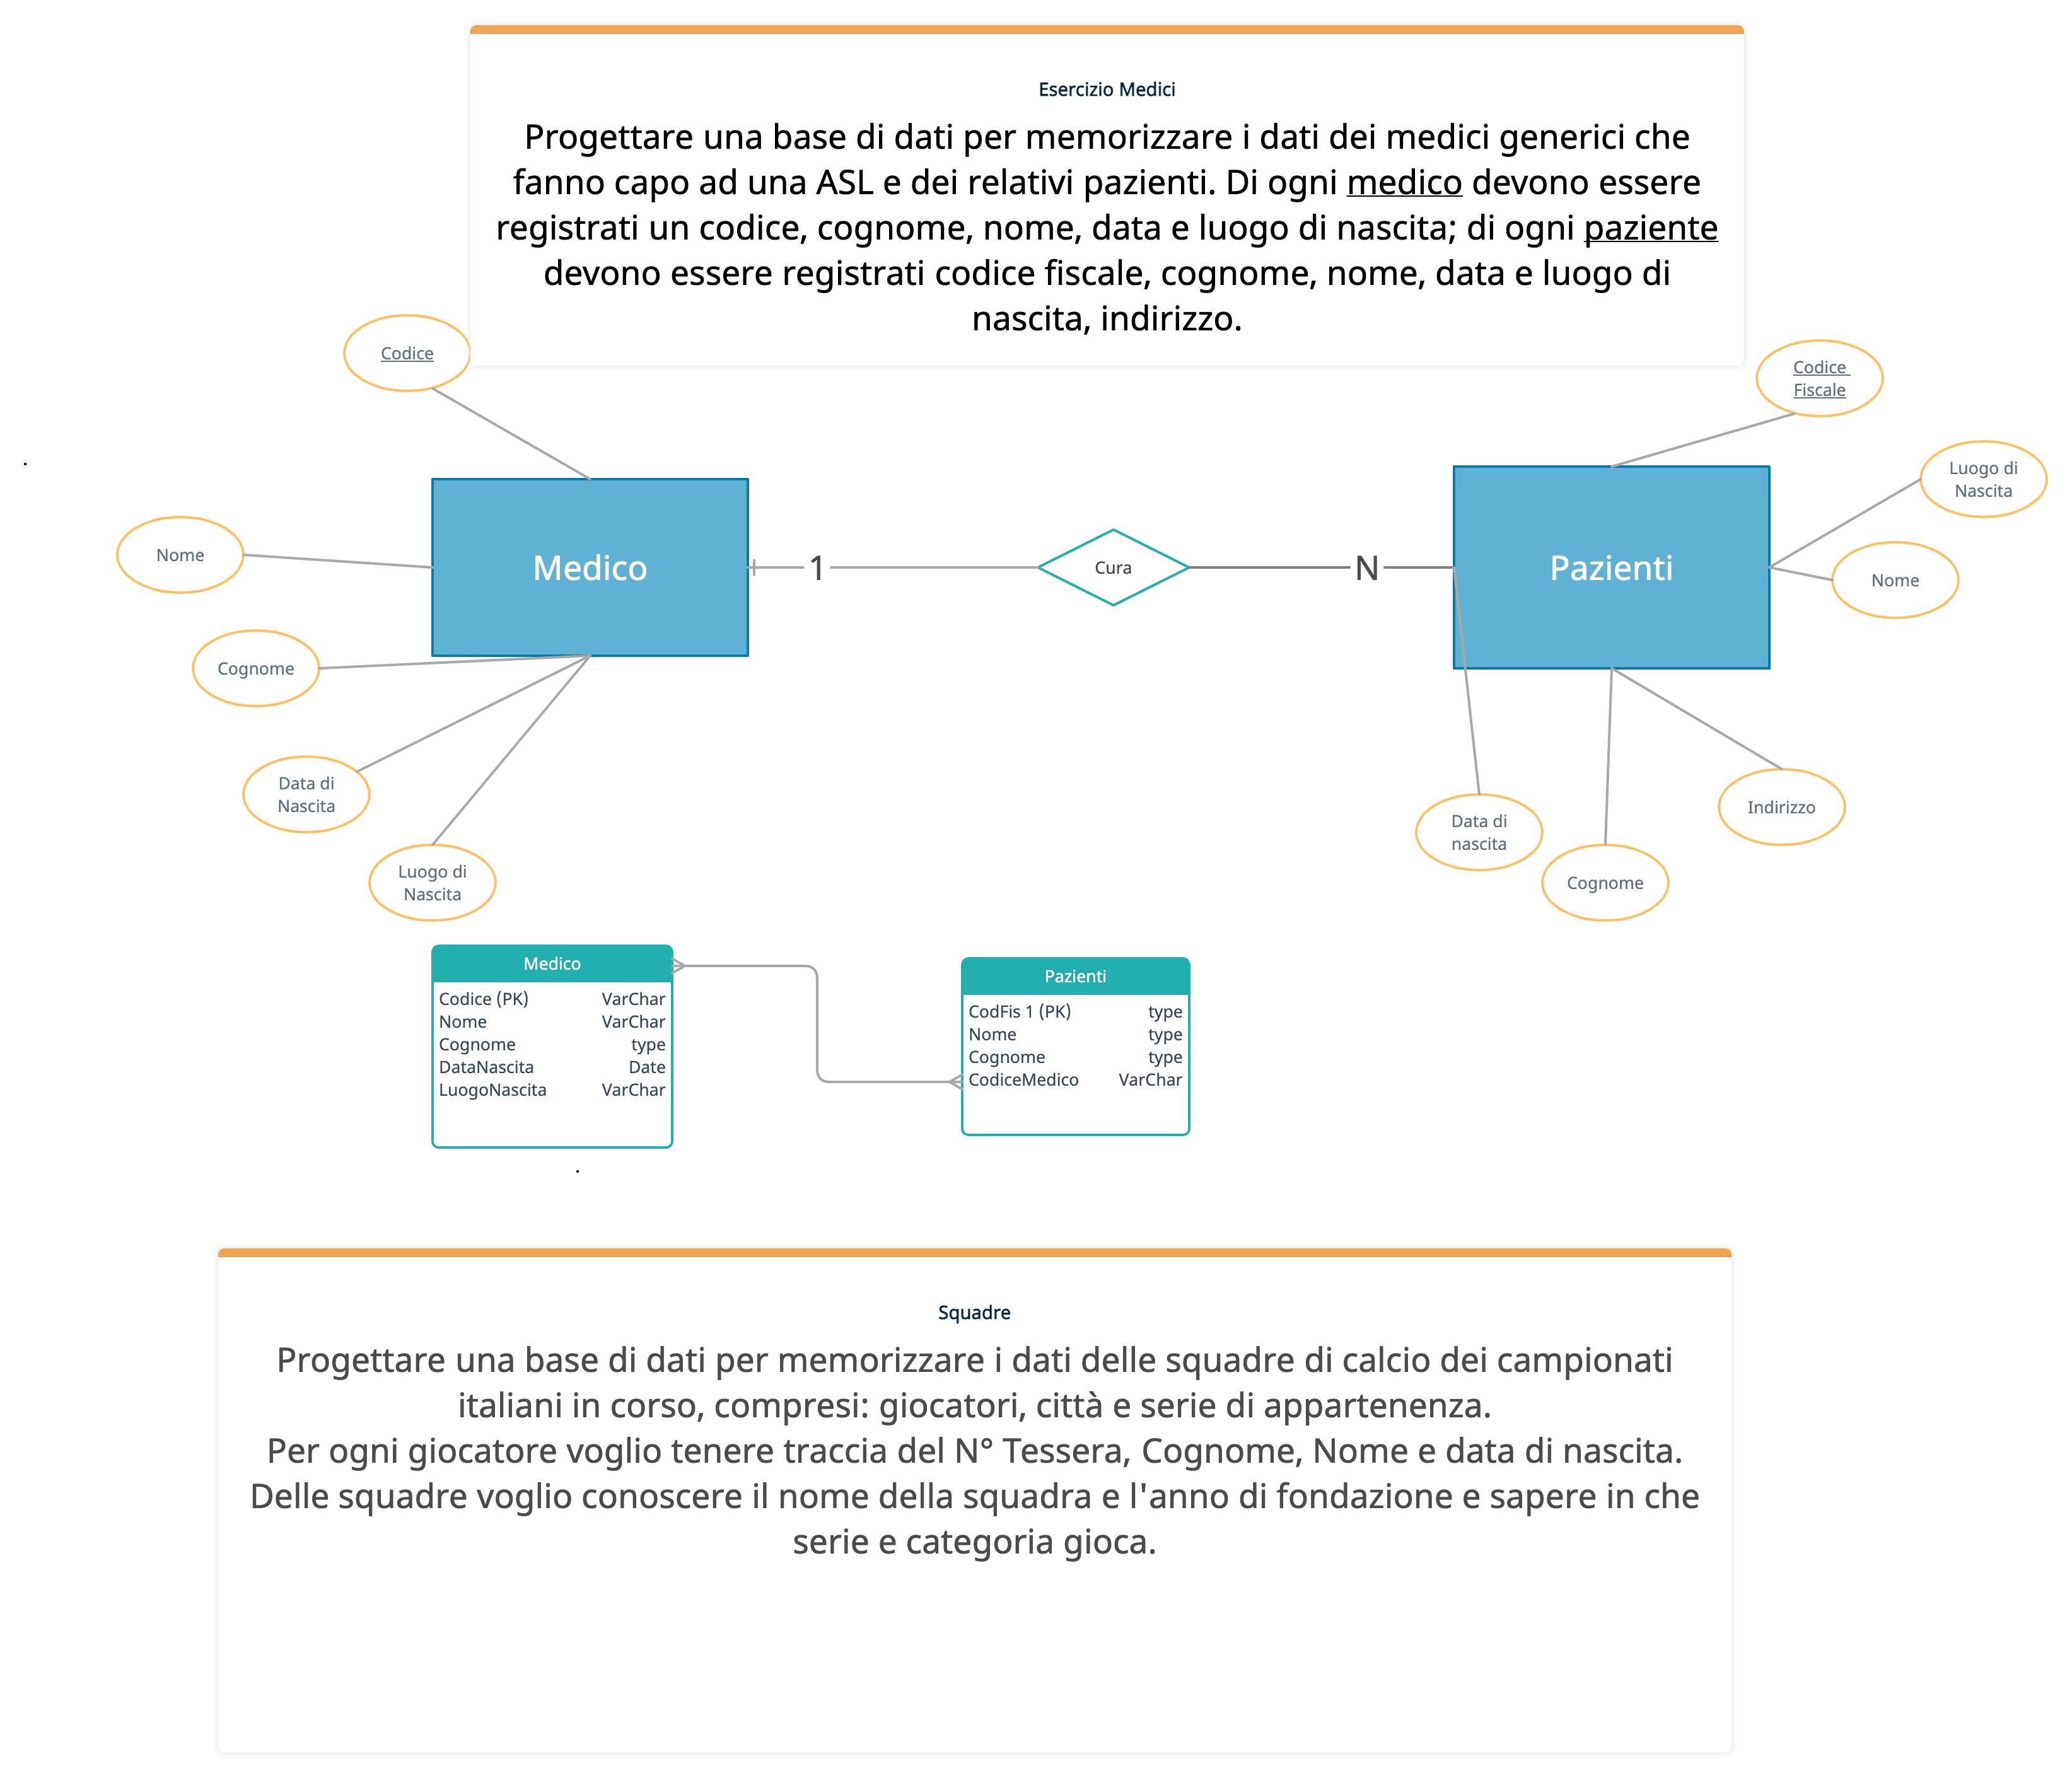 Esercizio Medici
Progettare una base di dati per memorizzare i dati dei medici generici che
fanno capo ad una ASL e dei relativi pazienti. Di ogni medico devono essere
registrati un codice, cognome, nome, data e luogo di nascita; di ogni paziente
devono essere registrati codice fiscale, cognome, nome, data e luogo di
nascita, indirizzo.
Codice
Codice
Fiscale
Luogo di
Nascita
Nome
Medico
1
Cura
N
Pazienti
Nome
Cognome
Data di
Nascita
Luogo di
Nascita
Data di
nascita
Cognome
Indirizzo
Medico
Codice (PK) VarChar
Nome VarChar
Cognome type
DataNascita Date
LuogoNascita VarChar
Pazienti
CodFis 1 (PK) type
Nome type
Cognome type
CodiceMedico VarChar
Squadre
Progettare una base di dati per memorizzare i dati delle squadre di calcio dei campionati
italiani in corso, compresi: giocatori, città e serie di appartenenza.
Per ogni giocatore voglio tenere traccia del N° Tessera, Cognome, Nome e data di nascita.
Delle squadre voglio conoscere il nome della squadra e l'anno di fondazione e sapere in che
serie e categoria gioca.